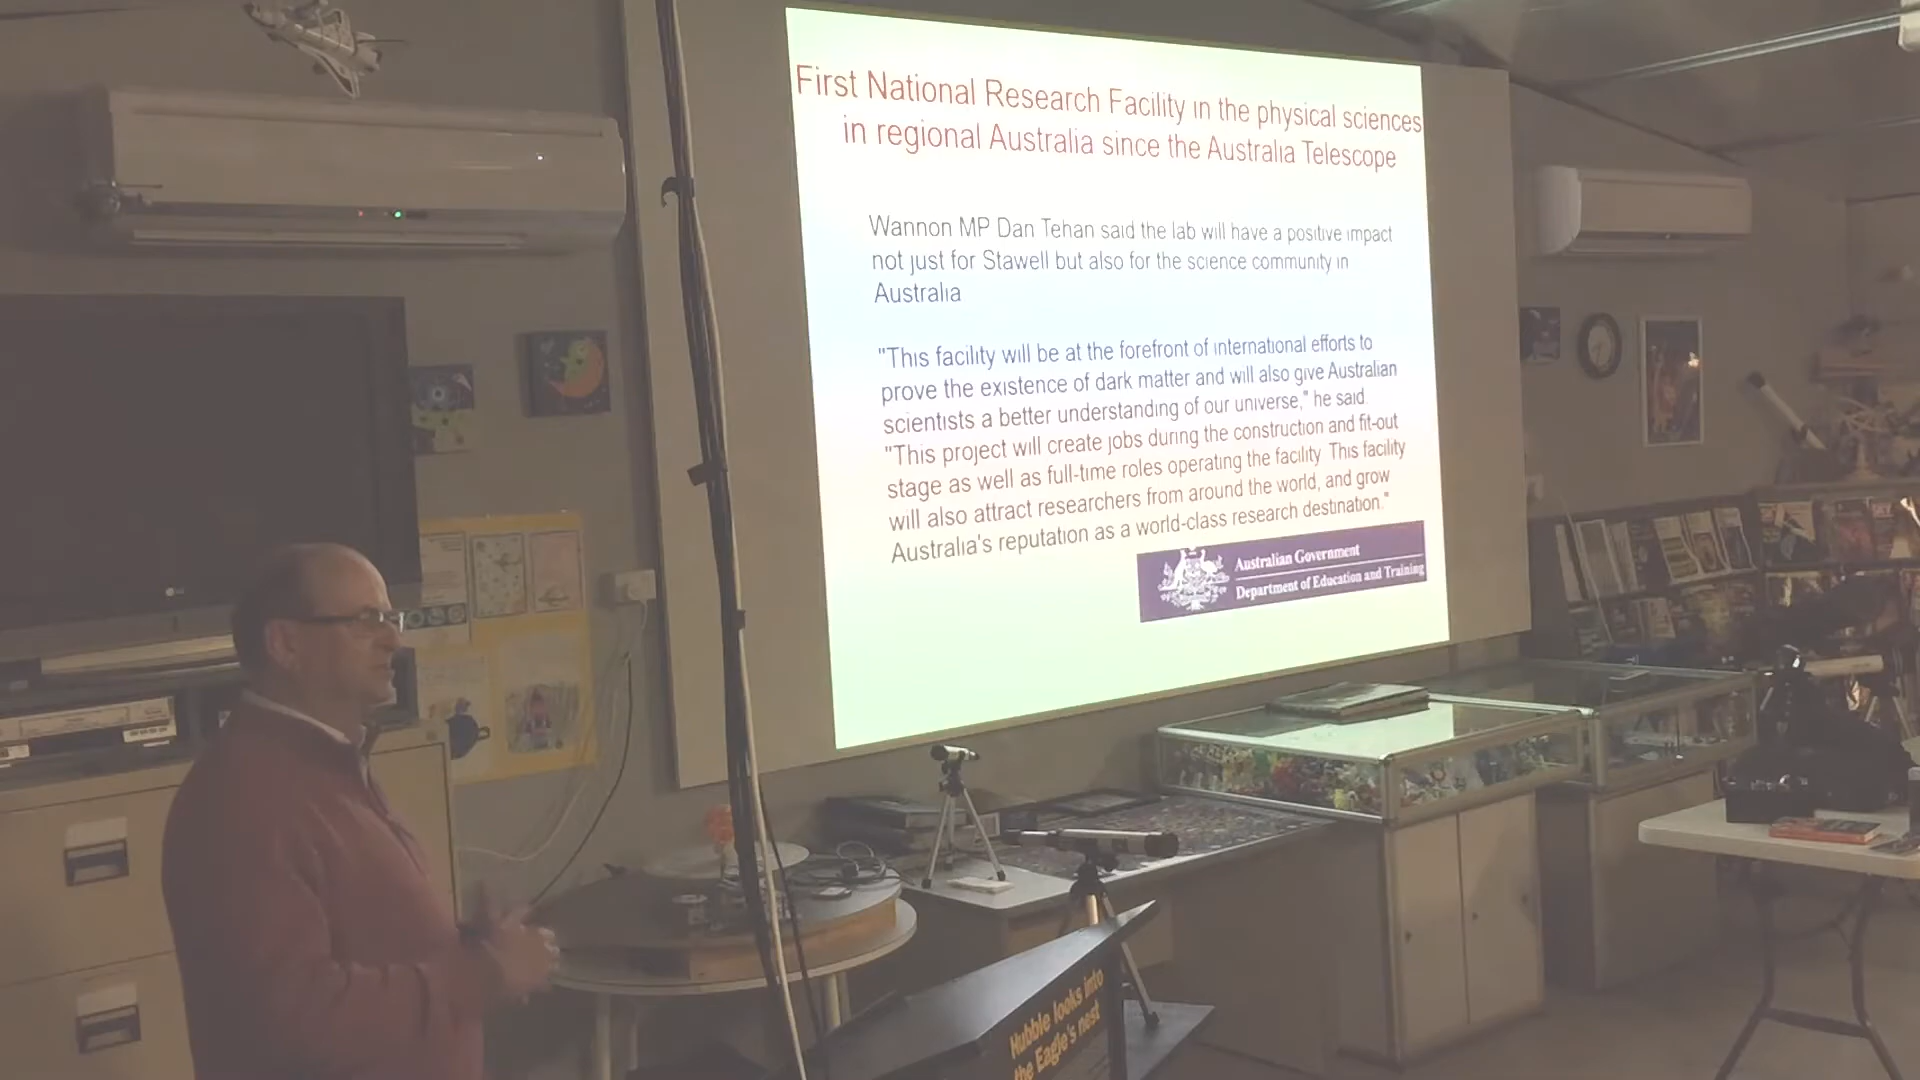 First National Research Facility in the physical sciences
in regional Australia since the Australia Telescope
Wannon MP Dan Tehan said the lab will have a positive impact
not just for Stawell but also for the science community in
Australia
"This facility will be at the forefront of international efforts to
prove the existence of dark matter and will also give Australian
scientists a better understanding of our universe," he said.
"This project will create jobs during the construction and fit-out
stage as well as full-time roles operating the facility. This facility
will also attract researchers from around the world, and grow
Australia's reputation as a world-class research destination."
Australian Government
Department of Education and Training
Hubble looks into
the Eagle's nest